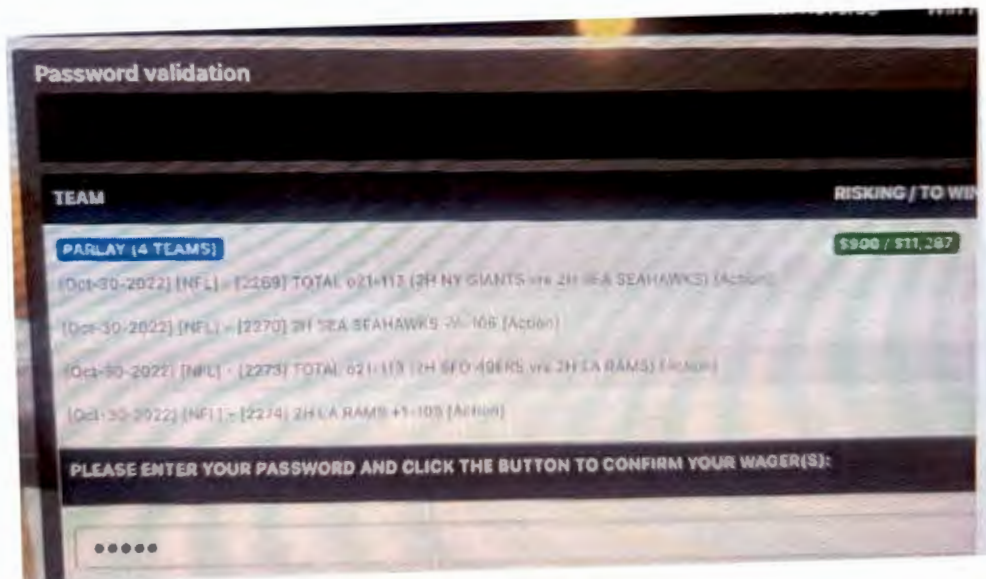 Password validation
TEAM
RISKING / TO WIN
PARLAY (4 TEAMS)
$900 / $11,287
[Oct-30-2022] [NFL] - [2269] TOTAL o21-113 (2H NY GIANTS vrs 2H SEA SEAHAWKS) [Action]
[Oct-30-2022] [NFL] - [2270] 2H SEA SEAHAWKS [Action]
[Oct-30-2022] [NFL] - [2273] TOTAL o21-113 (2H SFO 49ERS vrs 2H LA RAMS) [Action]
[Oct-30-2022] [NFL] - [2274] 2H LA RAMS +1-105 [Action]
PLEASE ENTER YOUR PASSWORD AND CLICK THE BUTTON TO CONFIRM YOUR WAGER(S):
•••••